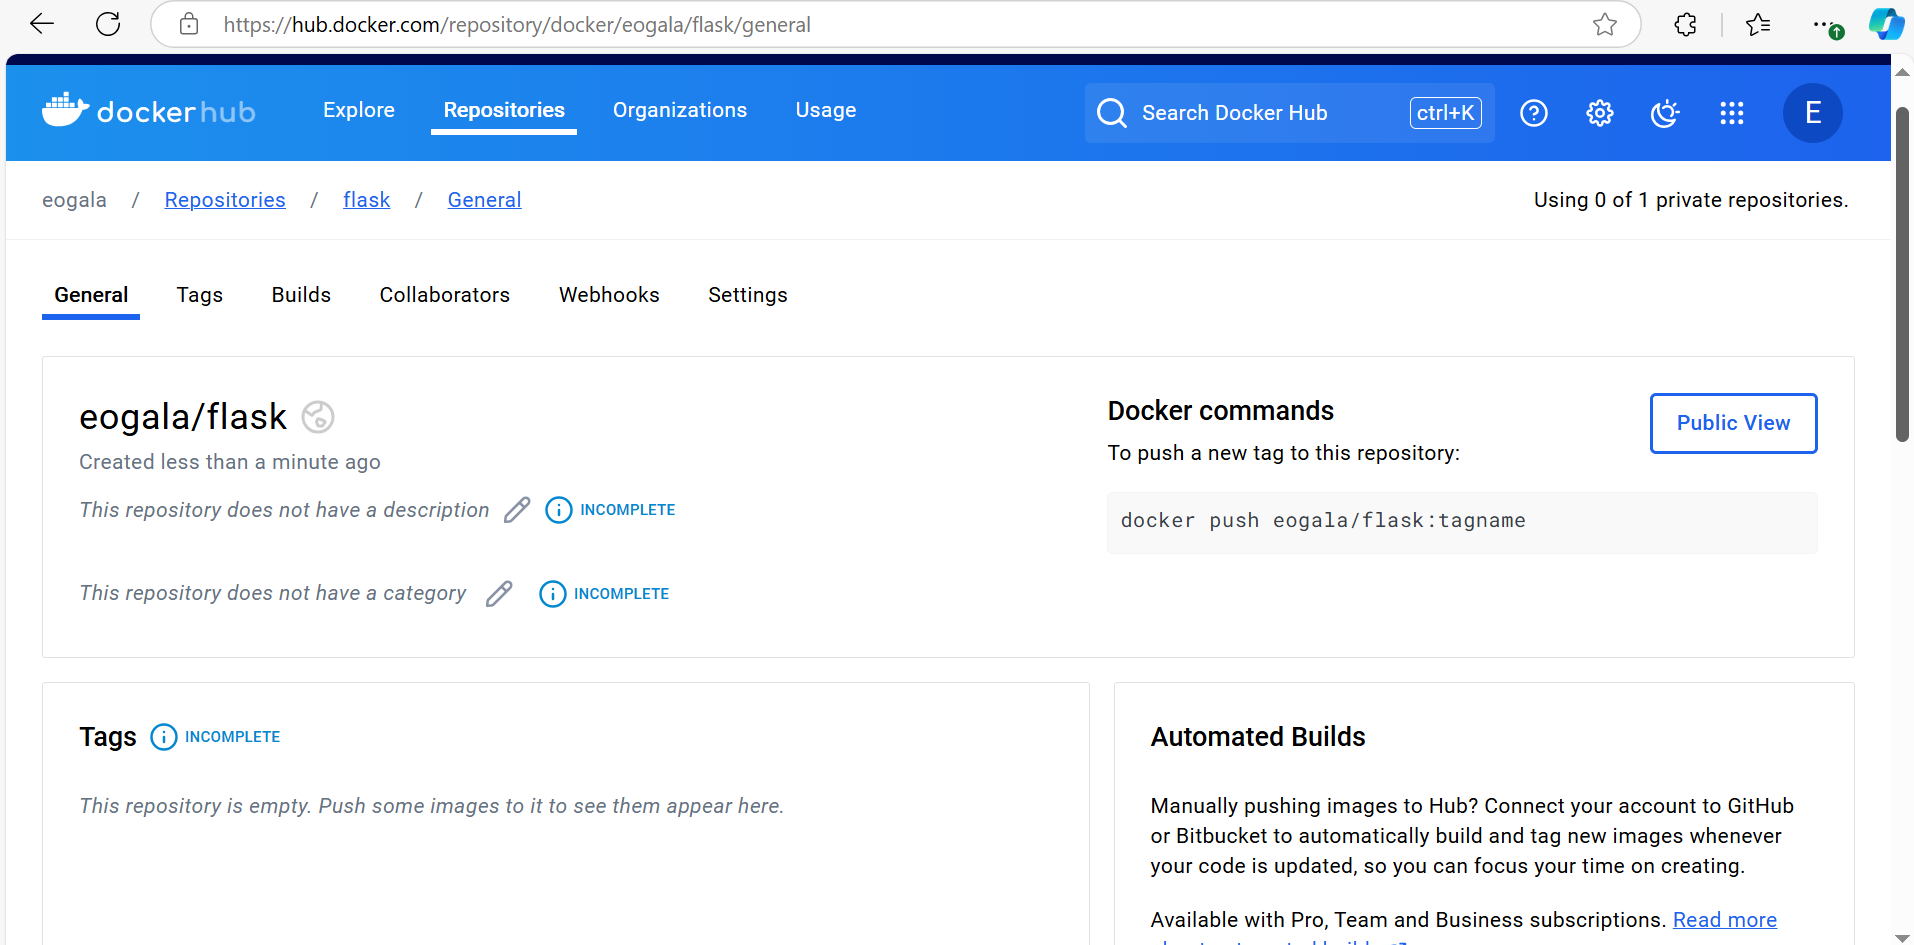 https://hub.docker.com/repository/docker/eogala/flask/general
dockerhub Explore Repositories Organizations Usage Search Docker Hub ctrl+K E
eogala / Repositories / flask / General Using 0 of 1 private repositories.
General Tags Builds Collaborators Webhooks Settings
eogala/flask
Created less than a minute ago
This repository does not have a description INCOMPLETE
This repository does not have a category INCOMPLETE
Docker commands
Public View
To push a new tag to this repository:
docker push eogala/flask:tagname
Tags INCOMPLETE
This repository is empty. Push some images to it to see them appear here.
Automated Builds
Manually pushing images to Hub? Connect your account to GitHub
or Bitbucket to automatically build and tag new images whenever
your code is updated, so you can focus your time on creating.
Available with Pro, Team and Business subscriptions. Read more